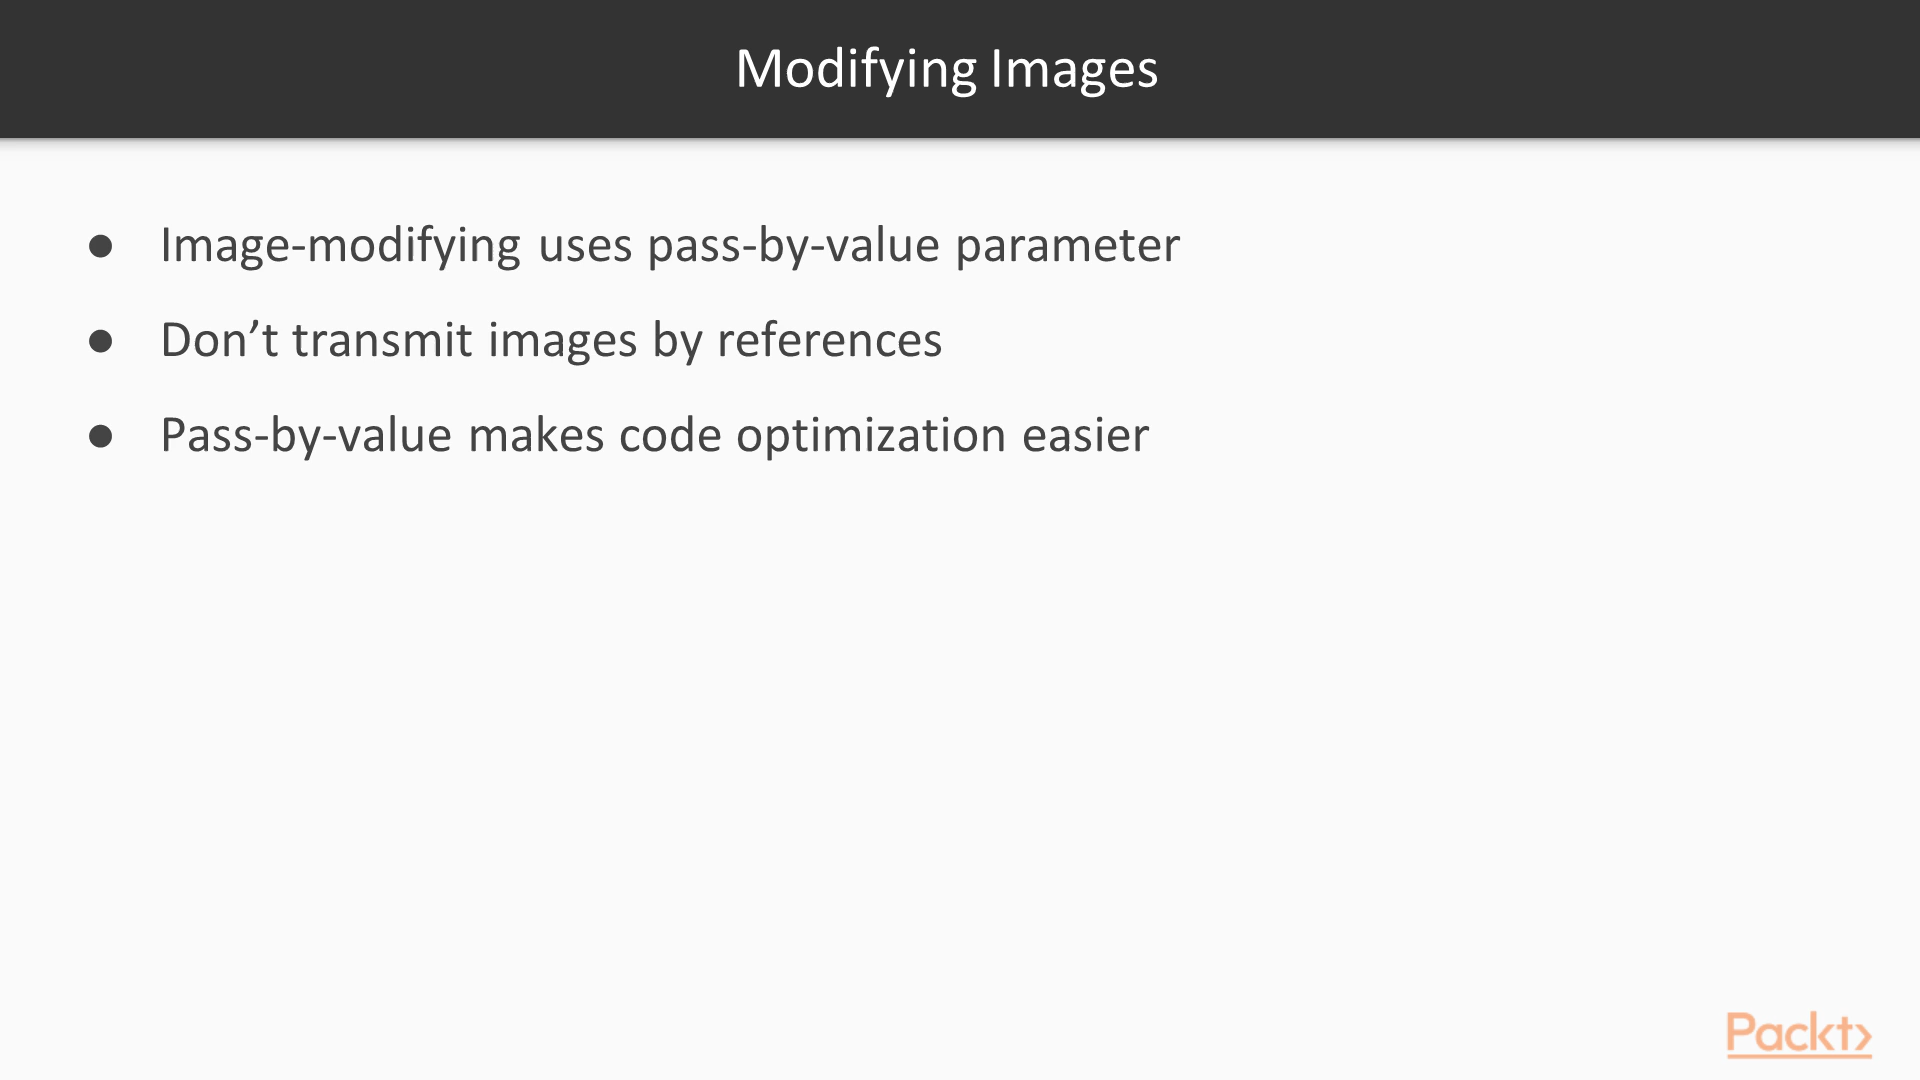 Modifying Images
● Image-modifying uses pass-by-value parameter
● Don’t transmit images by references
● Pass-by-value makes code optimization easier
Packt>